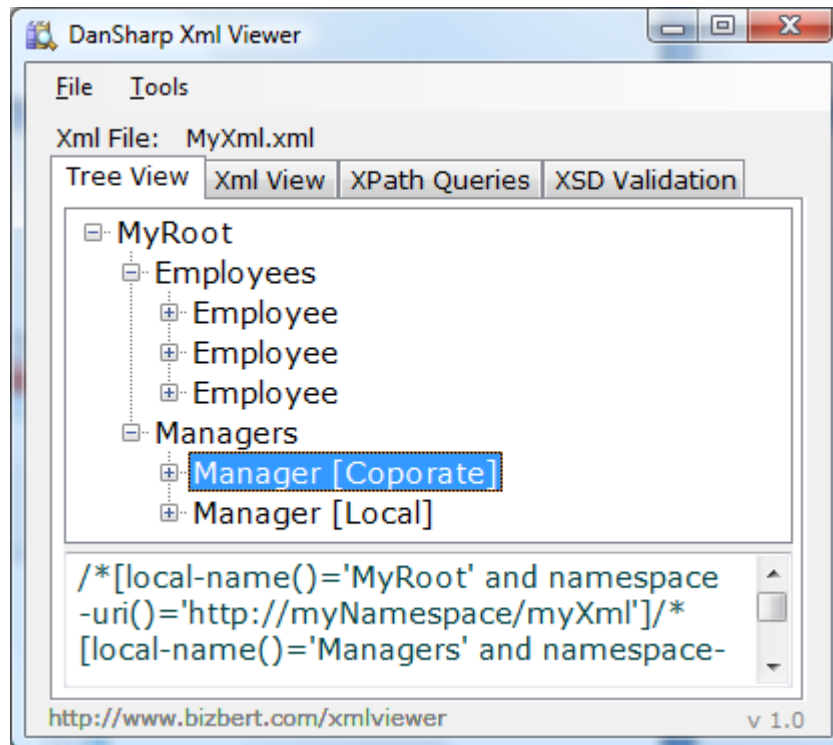 DanSharp Xml Viewer
File Tools
Xml File: MyXml.xml
Tree View Xml View XPath Queries XSD Validation
MyRoot
Employees
Employee
Employee
Employee
Managers
Manager [Coporate]
Manager [Local]
/*[local-name()='MyRoot' and namespace
-uri()='http://myNamespace/myXml']/*
[local-name()='Managers' and namespace-
http://www.bizbert.com/xmlviewer v 1.0